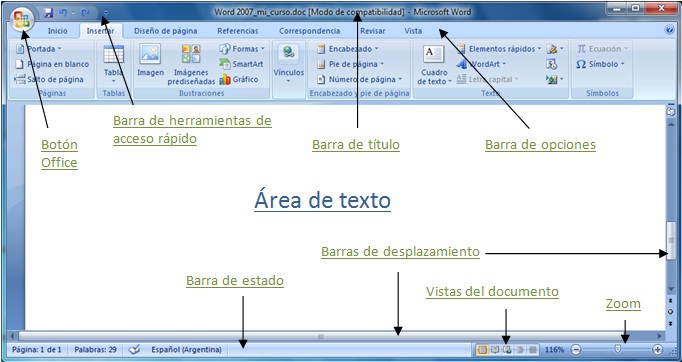 Word 2007_mi_curso.doc [Modo de compatibilidad] - Microsoft Word
Inicio Insertar Diseño de página Referencias Correspondencia Revisar Vista
Portada
Página en blanco
Salto de página
Páginas
Tabla
Tablas
Imagen
Imágenes
prediseñadas
Formas
SmartArt
Gráfico
Ilustraciones
Vínculos
Encabezado
Pie de página
Número de página
Encabezado y pie de página
Cuadro
de texto
Elementos rápidos
WordArt
Letra capital
Texto
Ecuación
Símbolo
Símbolos
Botón
Office
Barra de herramientas de
acceso rápido
Barra de título
Barra de opciones
Área de texto
Barras de desplazamiento
Barra de estado
Vistas del documento
Zoom
Página: 1 de 1 Palabras: 29 Español (Argentina) 116%